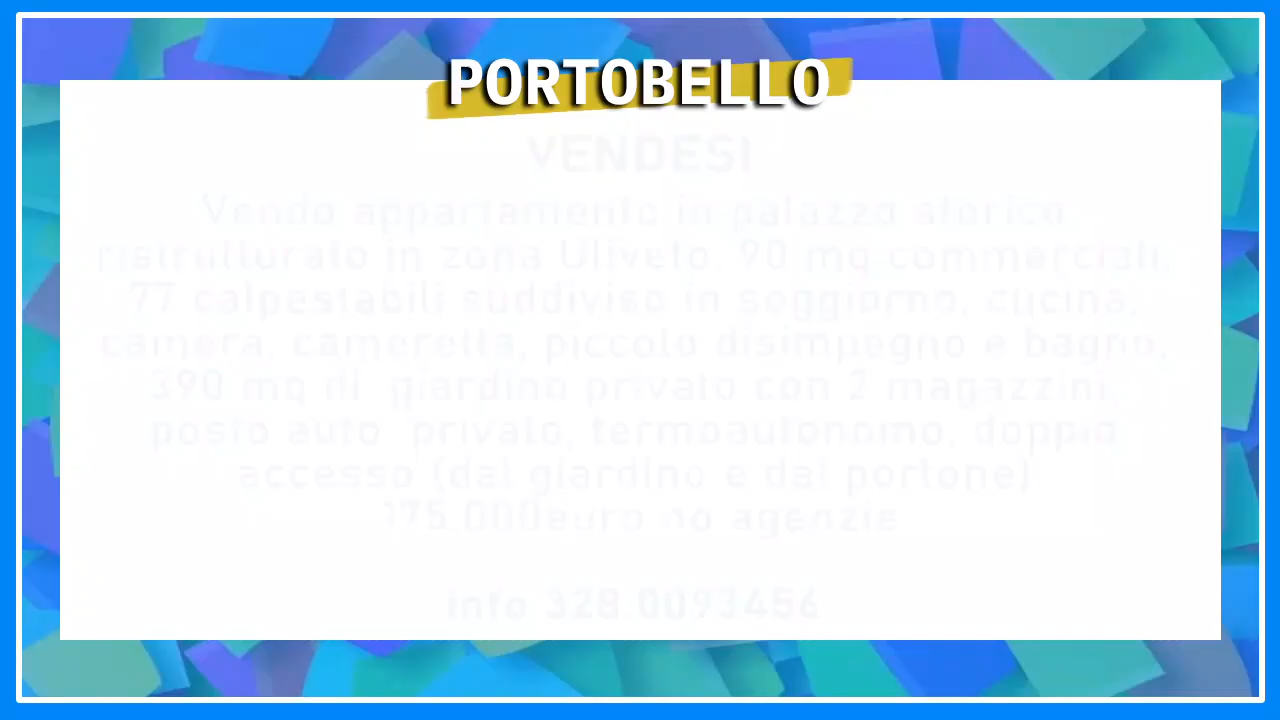 PORTOBELLO
VENDESI
Vendo appartamento in palazzo storico
ristrutturato in zona Uliveto. 90 mq commerciali,
77 calpestabili suddiviso in soggiorno, cucina,
camera, cameretta, piccolo disimpegno e bagno,
390 mq di giardino privato con 2 magazzini,
posto auto privato, termoautonomo, doppio
accesso (dal giardino e dal portone)
175.000euro no agenzie
info 328 0093456